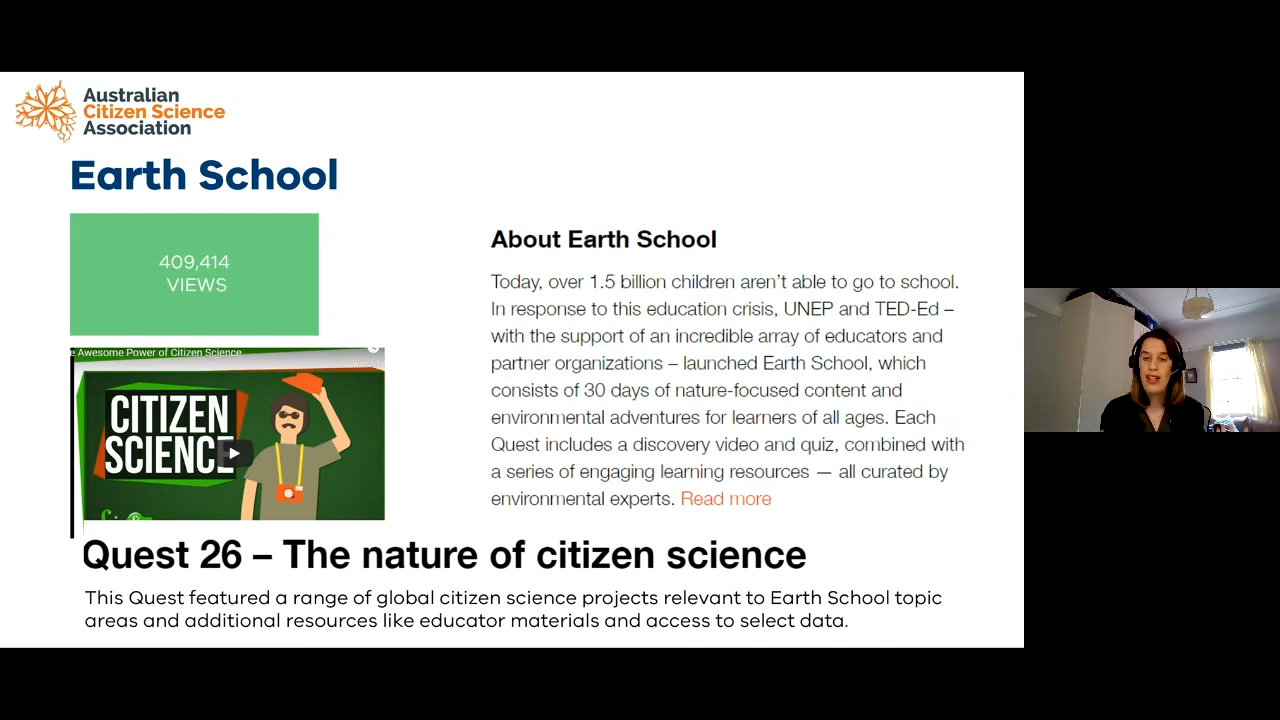 Australian
Citizen Science
Association
Earth School
409,414
VIEWS
Awesome Power of Citizen Science
CITIZEN
SCIENCE
About Earth School
Today, over 1.5 billion children aren't able to go to school.
In response to this education crisis, UNEP and TED-Ed –
with the support of an incredible array of educators and
partner organizations – launched Earth School, which
consists of 30 days of nature-focused content and
environmental adventures for learners of all ages. Each
Quest includes a discovery video and quiz, combined with
a series of engaging learning resources — all curated by
environmental experts. Read more
Quest 26 – The nature of citizen science
This Quest featured a range of global citizen science projects relevant to Earth School topic
areas and additional resources like educator materials and access to select data.